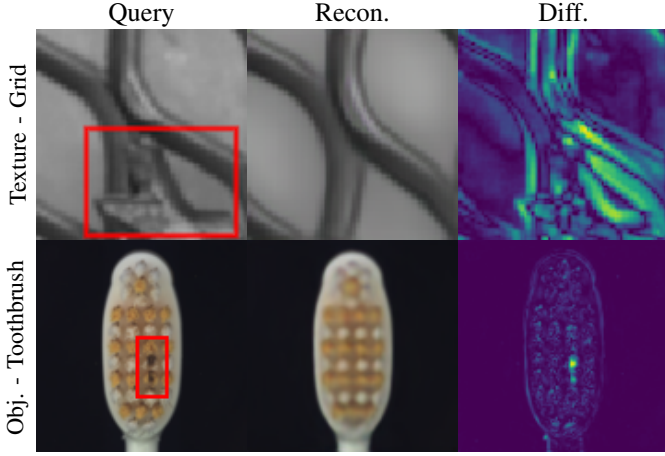 Query Recon. Diff.
Texture - Grid
Obj. - Toothbrush